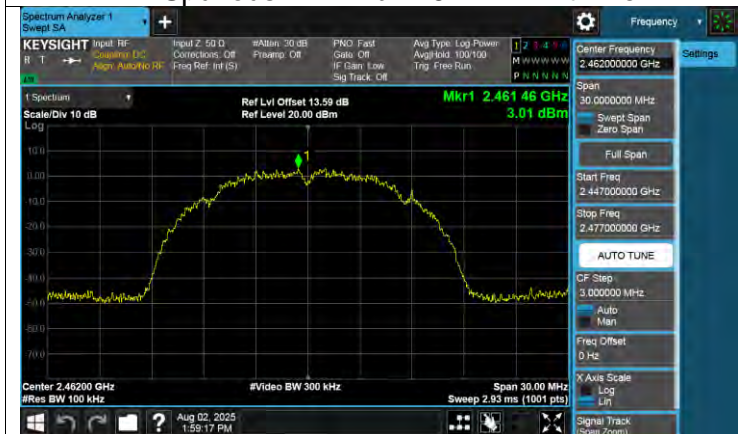 Spectrum Analyzer 1
Swept SA
Frequency
KEYSIGHT
R T
Input: RF
Coupling: DC
Align: Auto/No RF
Input Z: 50 Ω
Corrections: Off
Freq Ref: Int (S)
#Atten: 30 dB
Preamp: Off
PNO: Fast
Gate: Off
IF Gain: Low
Sig Track: Off
Avg Type: Log-Power
Avg|Hold: 100/100
Trig: Free Run
1 2 3 4 5 6
M W W W W W
P N N N N N
1 Spectrum
Scale/Div 10 dB
Log
Ref Lvl Offset 13.59 dB
Ref Level 20.00 dBm
Mkr1 2.461 46 GHz
3.01 dBm
1
10.0
0.00
-10.0
-20.0
-30.0
-40.0
-50.0
-60.0
-70.0
Center 2.46200 GHz
#Res BW 100 kHz
#Video BW 300 kHz
Span 30.00 MHz
Sweep 2.93 ms (1001 pts)
Aug 02, 2025
1:59:17 PM
Center Frequency
2.462000000 GHz
Settings
Span
30.0000000 MHz
Swept Span
Zero Span
Full Span
Start Freq
2.447000000 GHz
Stop Freq
2.477000000 GHz
AUTO TUNE
CF Step
3.000000 MHz
Auto
Man
Freq Offset
0 Hz
X Axis Scale
Log
Lin
Signal Track
(Span Zoom)